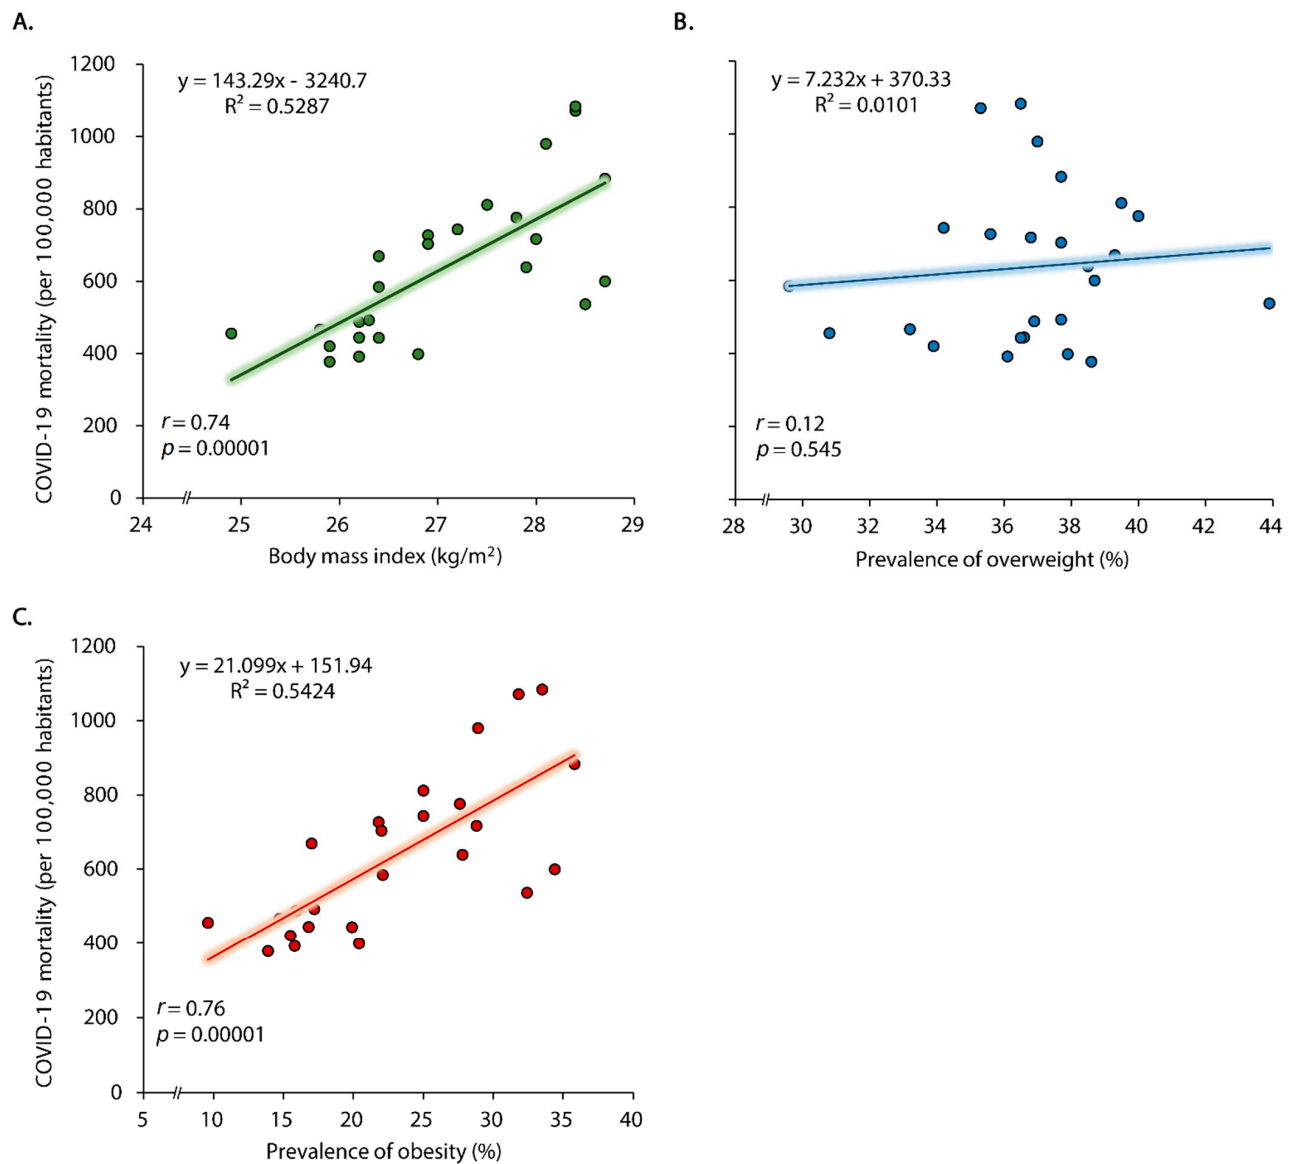 A.
COVID-19 mortality (per 100,000 habitants)
1200
1000
800
600
400
200
0
y = 143.29x - 3240.7
R² = 0.5287
r = 0.74
p = 0.00001
24 25 26 27 28 29
Body mass index (kg/m²)
B.
y = 7.232x + 370.33
R² = 0.0101
r = 0.12
p = 0.545
28 30 32 34 36 38 40 42 44
Prevalence of overweight (%)
C.
COVID-19 mortality (per 100,000 habitants)
1200
1000
800
600
400
200
0
y = 21.099x + 151.94
R² = 0.5424
r = 0.76
p = 0.00001
5 10 15 20 25 30 35 40
Prevalence of obesity (%)